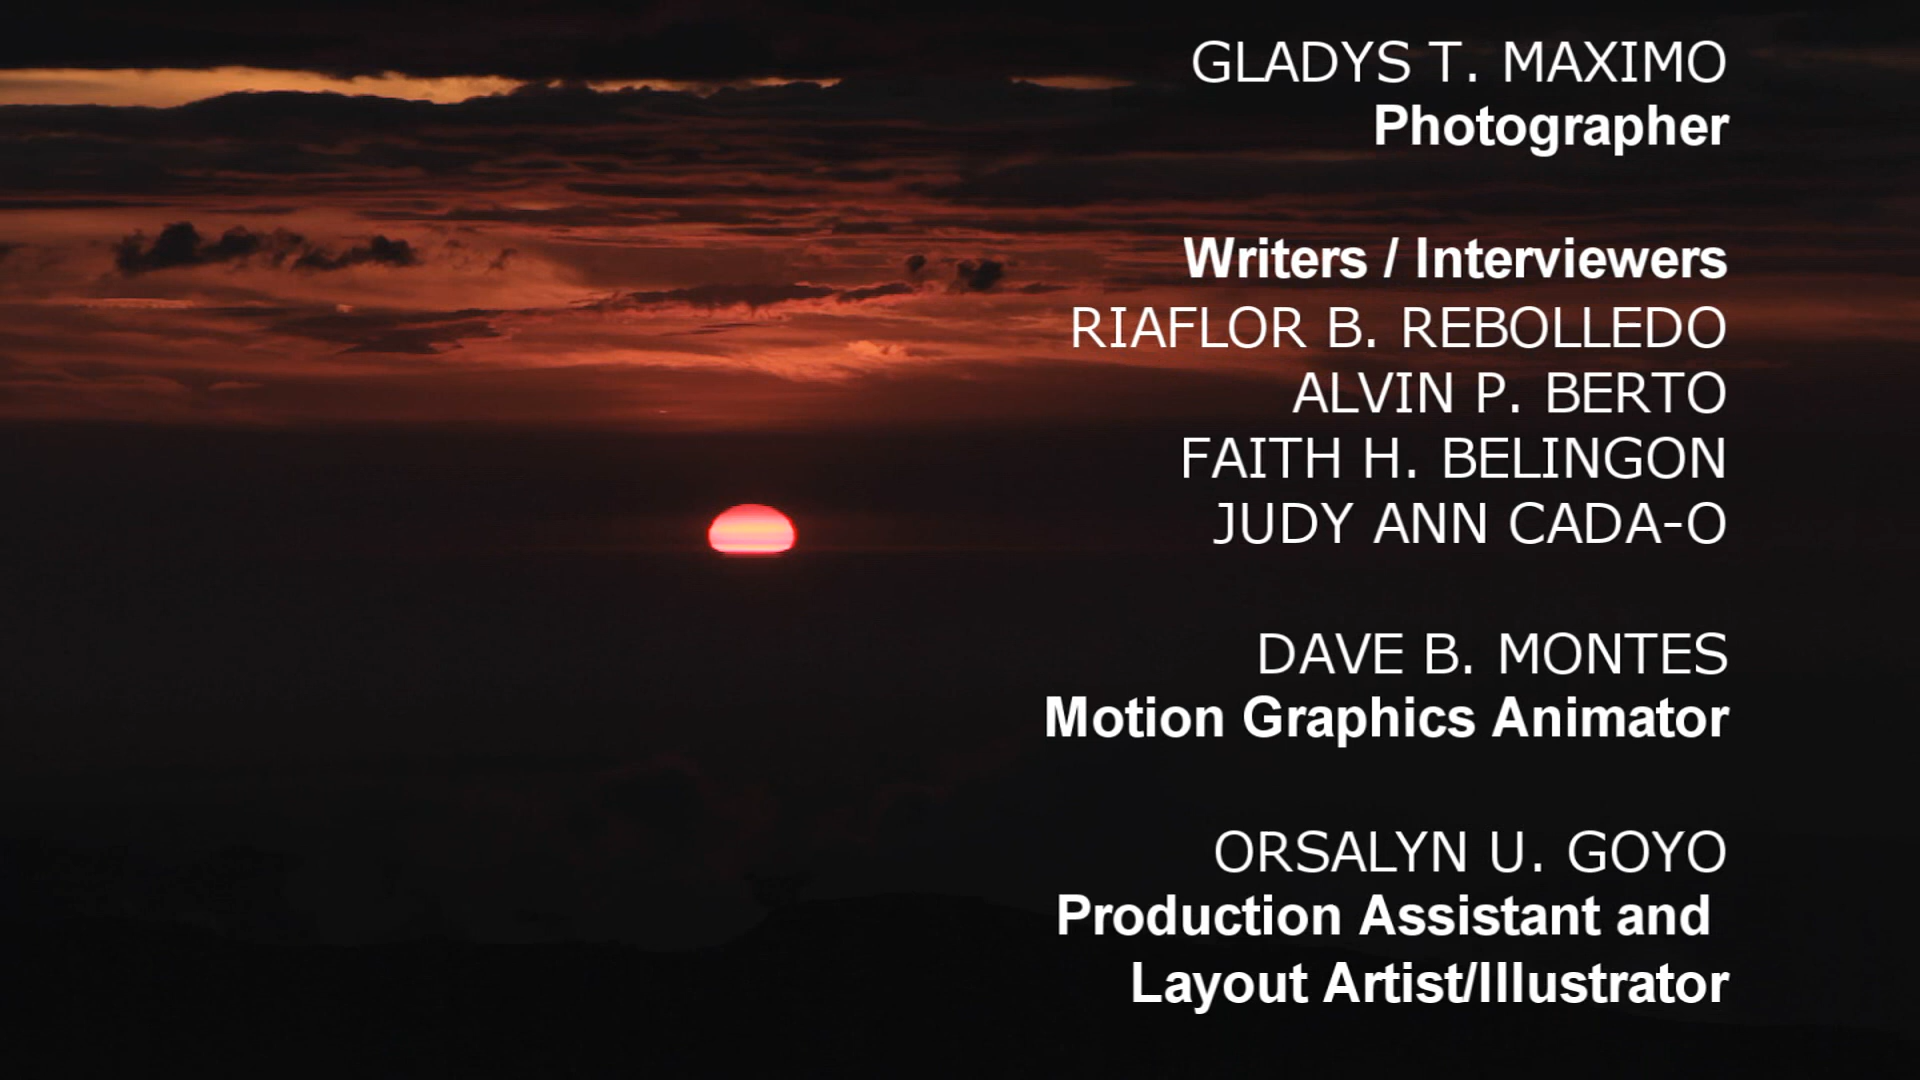 GLADYS T. MAXIMO
Photographer
Writers / Interviewers
RIAFLOR B. REBOLLEDO
ALVIN P. BERTO
FAITH H. BELINGON
JUDY ANN CADA-O
DAVE B. MONTES
Motion Graphics Animator
ORSALYN U. GOYO
Production Assistant and
Layout Artist/Illustrator